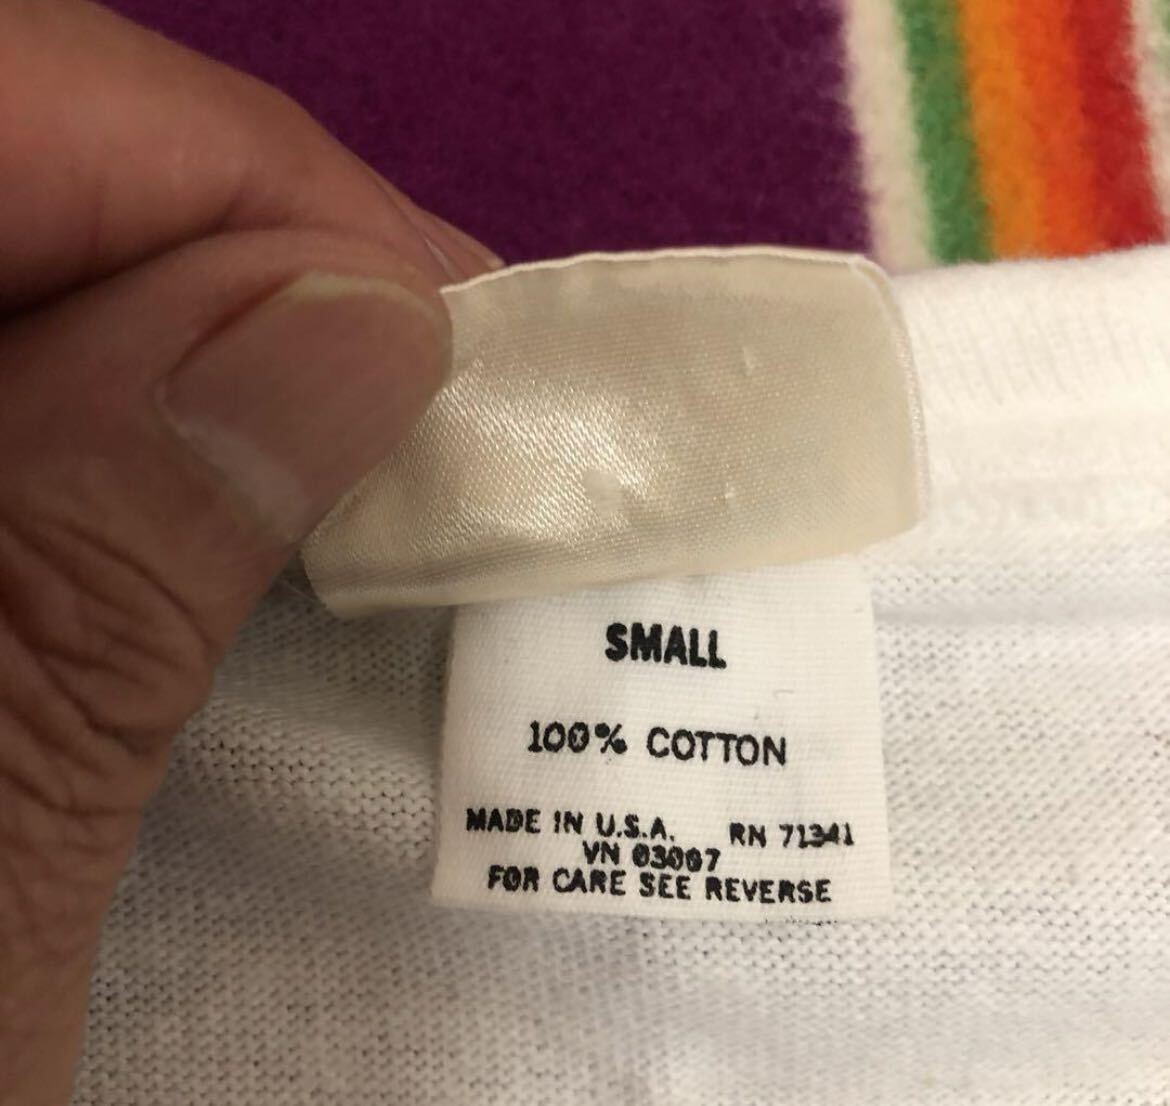 SMALL
100% COTTON
MADE IN U.S.A. RN 71341
VN 03007
FOR CARE SEE REVERSE